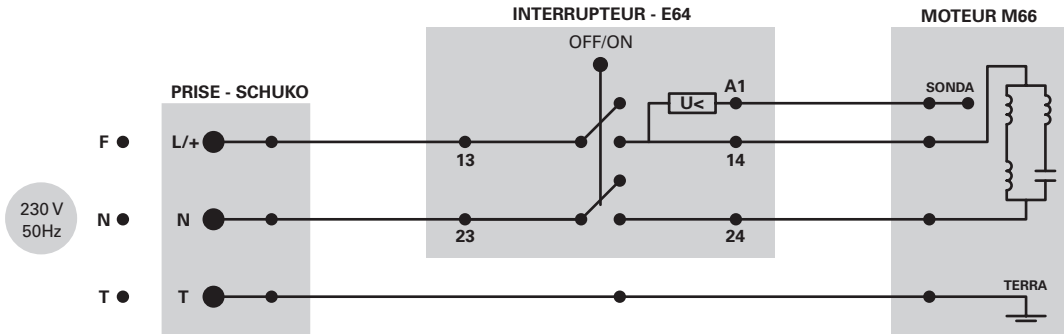 INTERRUPTEUR - E64
MOTEUR M66
OFF/ON
PRISE - SCHUKO
A1
U<
SONDA
F
L/+
13
14
230 V
50Hz
N
N
23
24
T
T
TERRA